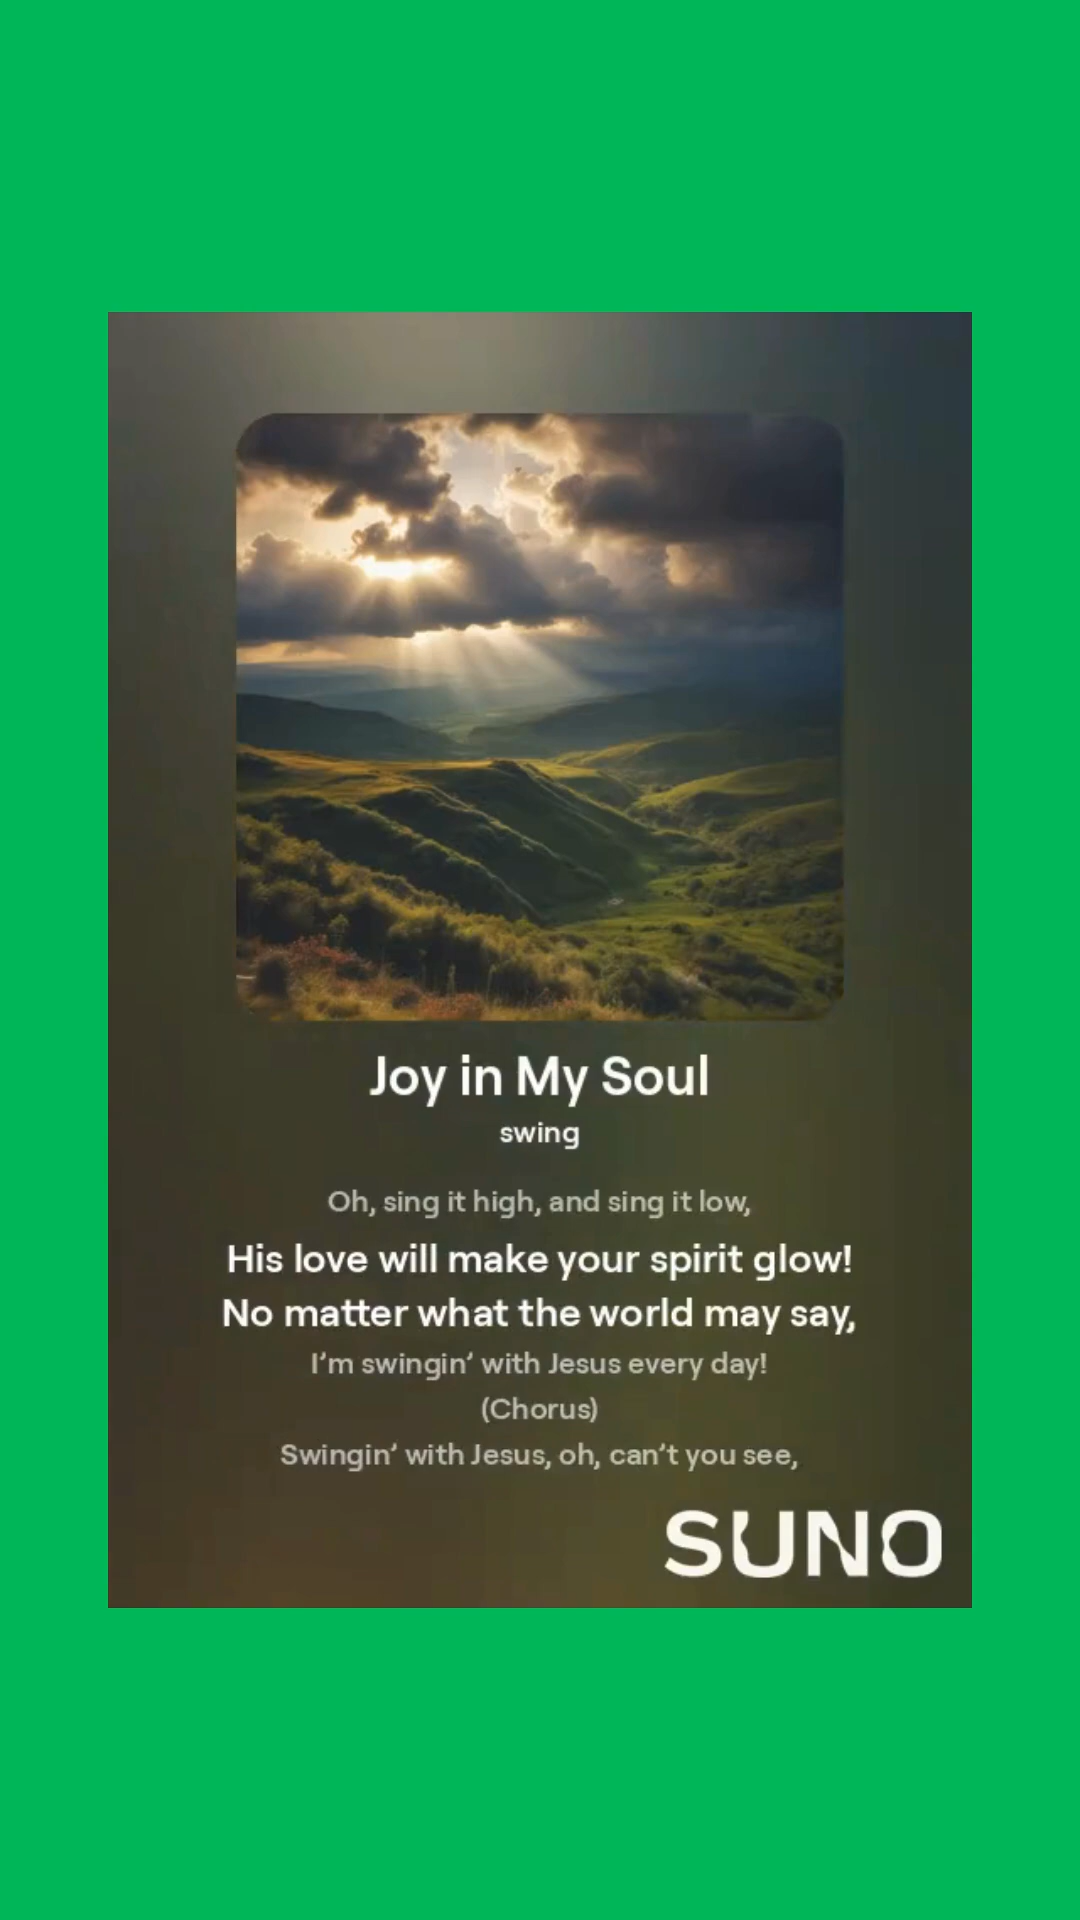 Joy in My Soul
swing
Oh, sing it high, and sing it low,
His love will make your spirit glow!
No matter what the world may say,
I’m swingin’ with Jesus every day!
(Chorus)
Swingin’ with Jesus, oh, can’t you see,
SUNO